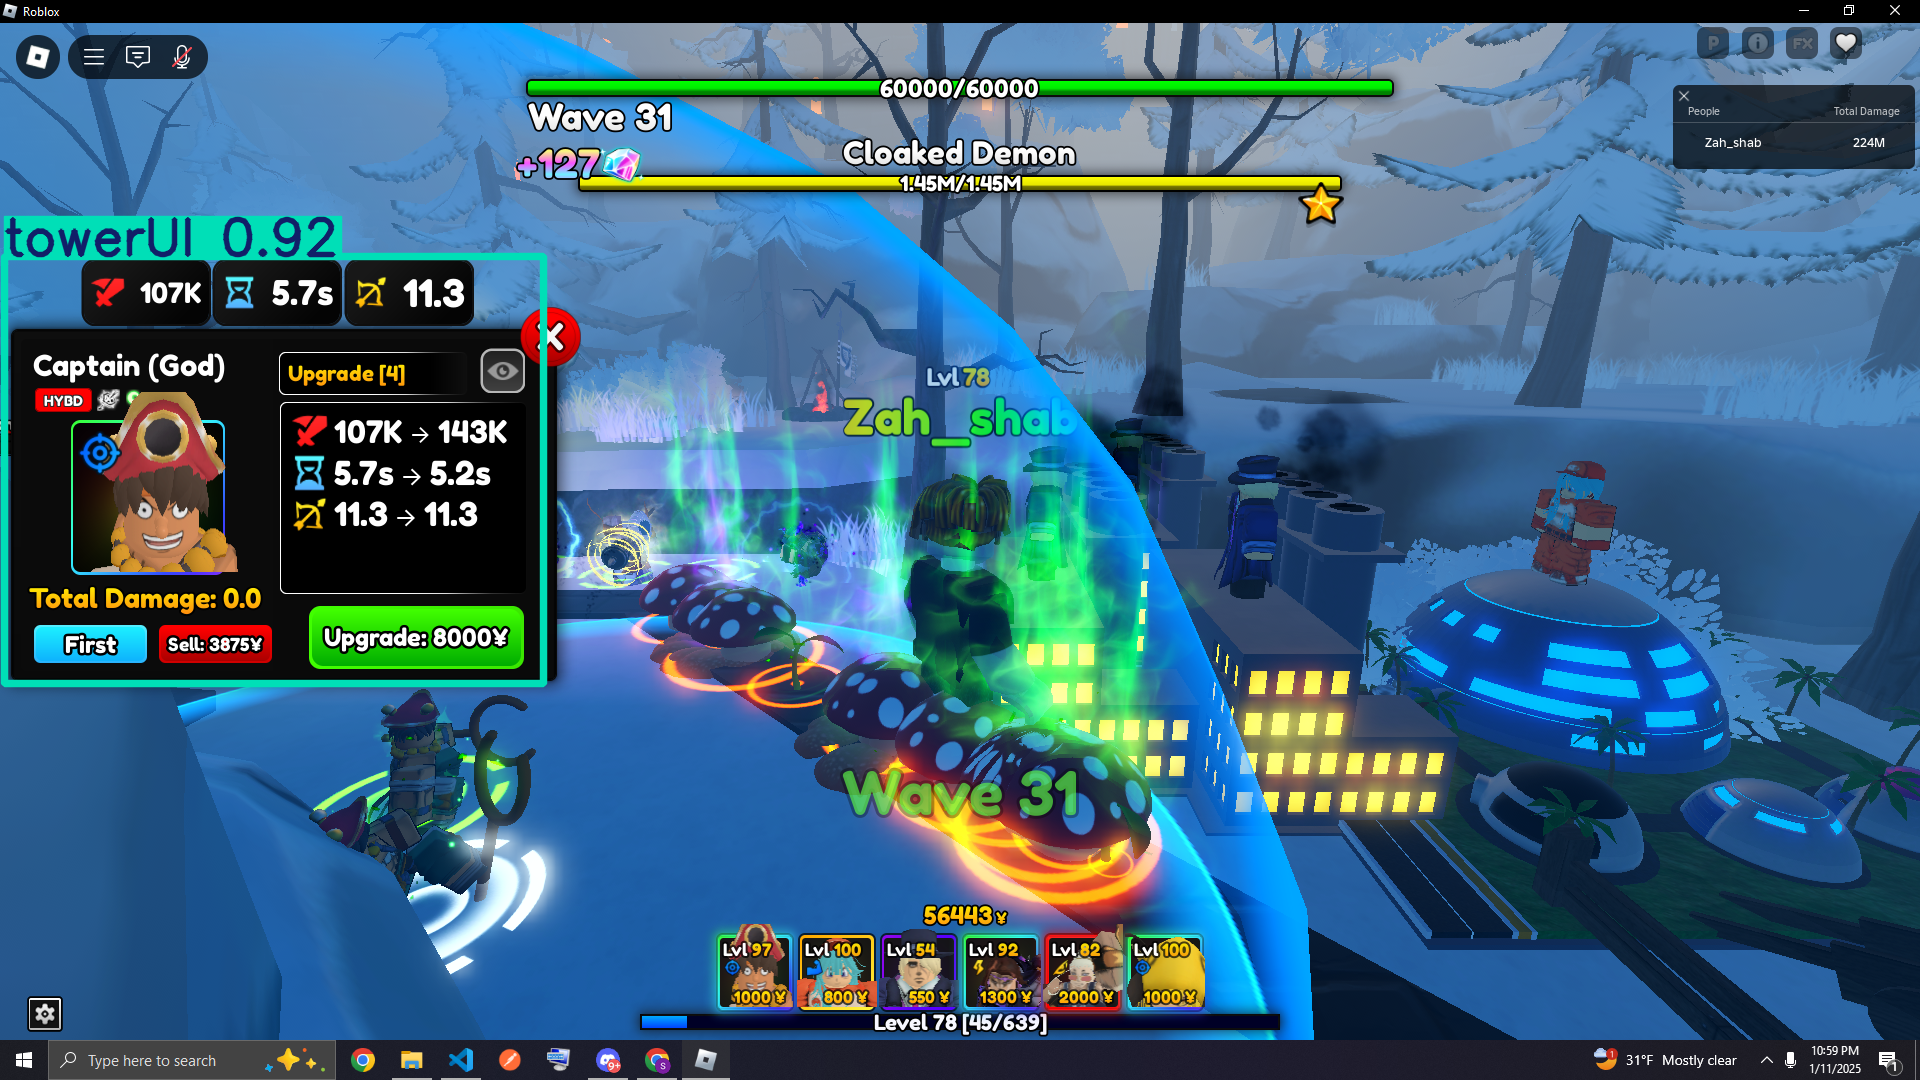 Roblox
P
FX
60000/60000
Wave 31
+127
Cloaked Demon
1.45M/1.45M
People
Total Damage
Zah_shab
224M
towerUI 0.92
107K
5.7s
11.3
Captain (God)
HYBD
Upgrade [4]
107K → 143K
5.7s → 5.2s
11.3 → 11.3
Total Damage: 0.0
First
Sell: 3875¥
Upgrade: 8000¥
Lvl 78
Zah_shab
Wave 31
56443¥
Lvl 97
Lvl 100
Lvl 54
Lvl 92
Lvl 82
Lvl 100
1000 ¥
800 ¥
550 ¥
1300 ¥
2000 ¥
1000 ¥
Level 78 [45/639]
Type here to search
9+
S
1
31°F Mostly clear
10:59 PM
1/11/2025
1